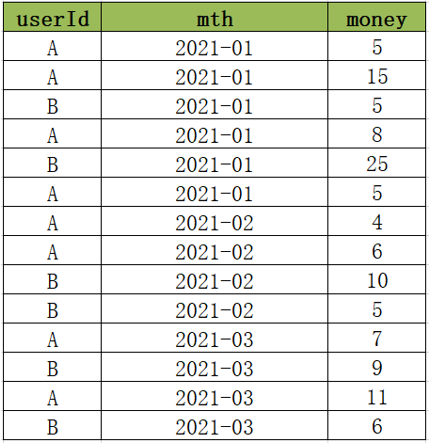 userId mth money
A 2021-01 5
A 2021-01 15
B 2021-01 5
A 2021-01 8
B 2021-01 25
A 2021-01 5
A 2021-02 4
A 2021-02 6
B 2021-02 10
B 2021-02 5
A 2021-03 7
B 2021-03 9
A 2021-03 11
B 2021-03 6